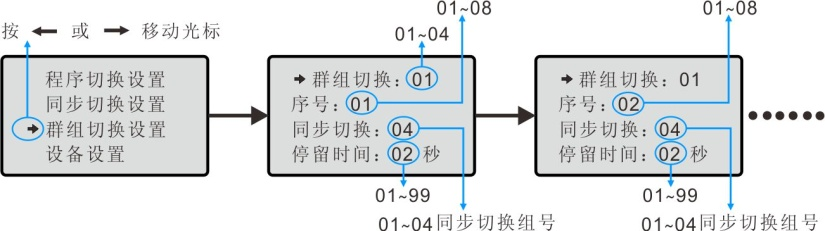 01~08
01~08
按 ← 或 → 移动光标
01~04
程序切换设置
同步切换设置
→ 群组切换设置
设备设置
→ 群组切换：01
序号：01
同步切换：04
停留时间：02 秒
01~99
01~04同步切换组号
→ 群组切换：01
序号：02
同步切换：04
停留时间：02 秒
01~99
01~04同步切换组号
••••••